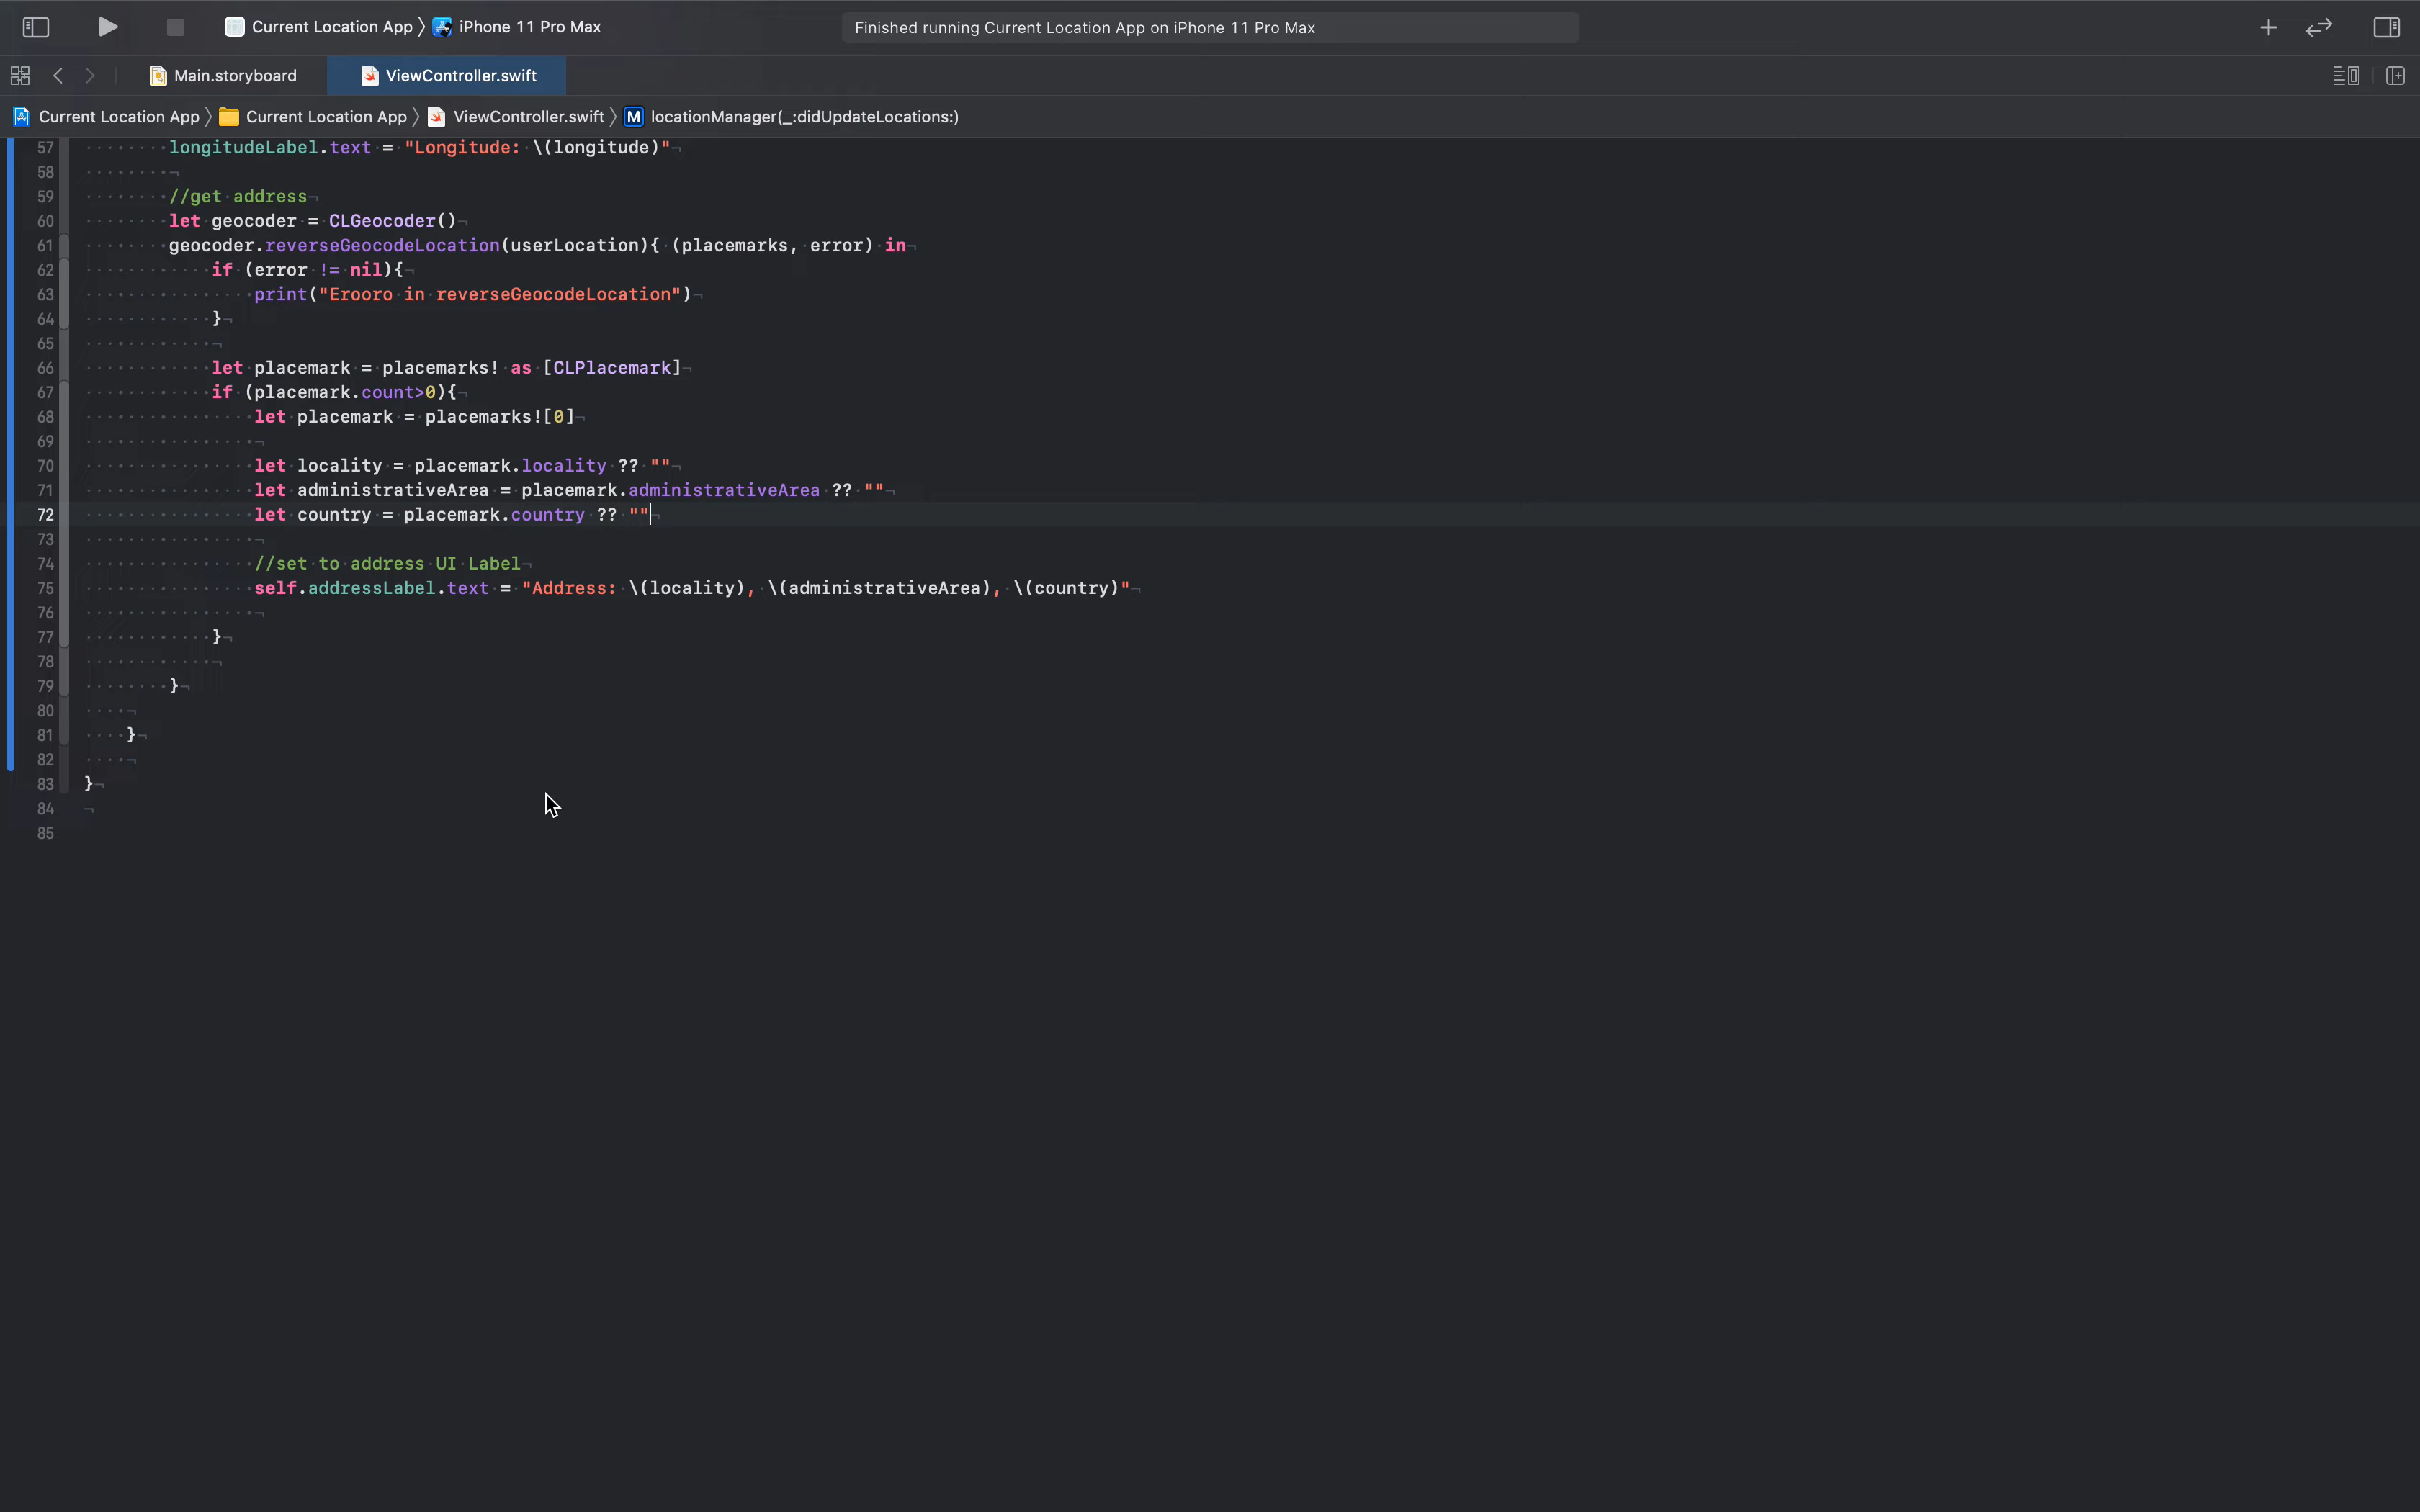 Current Location App 〉 iPhone 11 Pro Max
Finished running Current Location App on iPhone 11 Pro Max
Main.storyboard
ViewController.swift
Current Location App 〉 Current Location App 〉 ViewController.swift 〉 M locationManager(_:didUpdateLocations:)
57 longitudeLabel.text = "Longitude: \(longitude)"
58
59 //get address
60 let geocoder = CLGeocoder()
61 geocoder.reverseGeocodeLocation(userLocation){ (placemarks, error) in
62 if (error != nil){
63 print("Erooro in reverseGeocodeLocation")
64 }
65
66 let placemark = placemarks! as [CLPlacemark]
67 if (placemark.count>0){
68 let placemark = placemarks![0]
69
70 let locality = placemark.locality ?? ""
71 let administrativeArea = placemark.administrativeArea ?? ""
72 let country = placemark.country ?? ""
73
74 //set to address UI Label
75 self.addressLabel.text = "Address: \(locality), \(administrativeArea), \(country)"
76
77 }
78
79 }
80
81 }
82
83 }
84
85